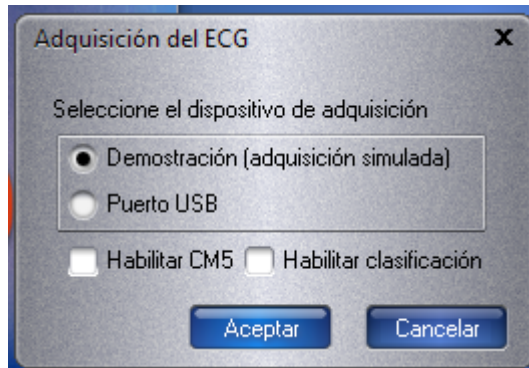 Adquisición del ECG X
Seleccione el dispositivo de adquisición
Demostración (adquisición simulada)
Puerto USB
Habilitar CM5 Habilitar clasificación
Aceptar Cancelar